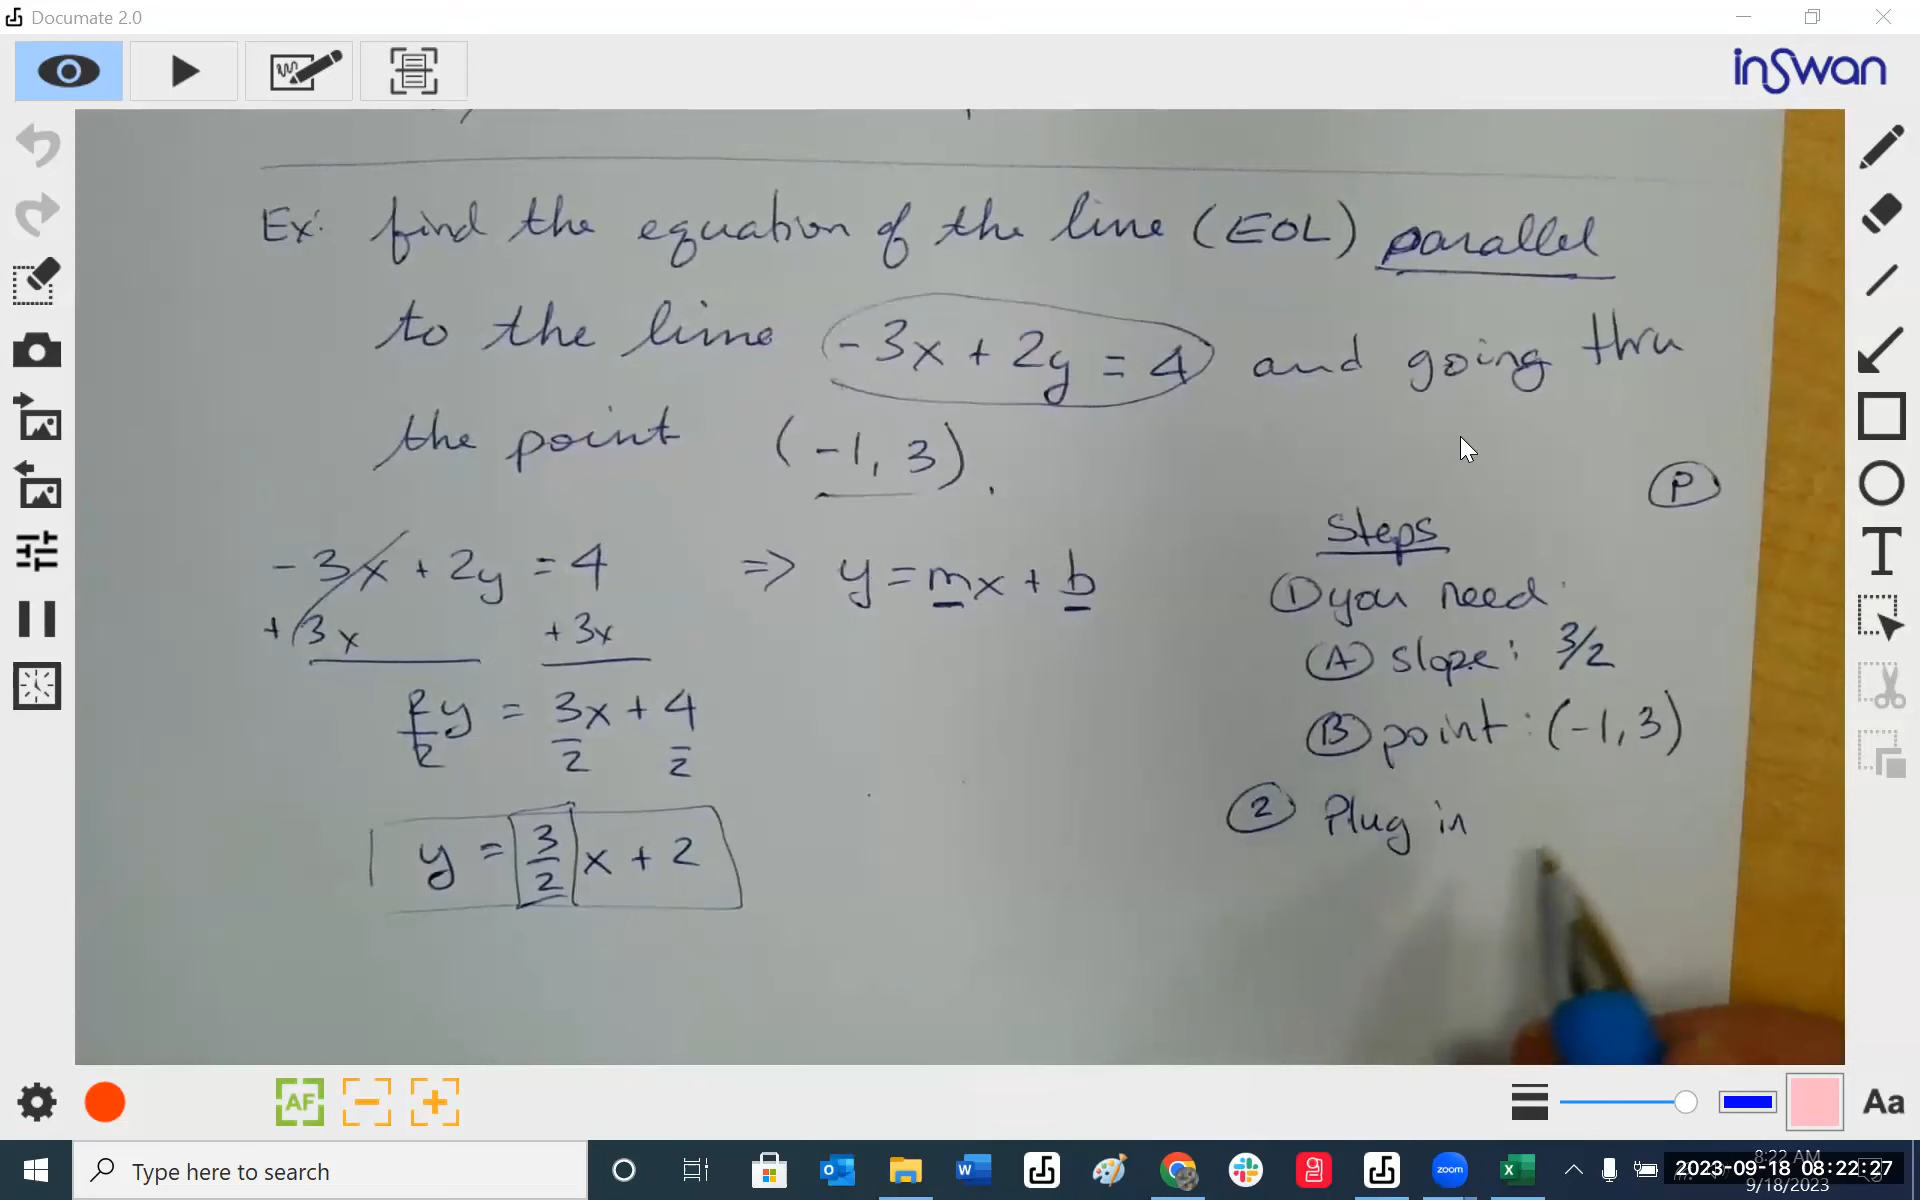 Documate 2.0
inSwan
Ex: find the equation of the line (EOL) parallel
to the line -3x + 2y = 4 and going thru
the point (-1, 3).
P
-3x + 2y = 4 => y = mx + b
+ 3x + 3x
2y = 3x + 4
2 2 2
y = 3/2 x + 2
Steps
① you need:
Ⓐ slope: 3/2
Ⓑ point: (-1, 3)
② Plug in
AF
Aa
Type here to search
zoom
8:22 AM
2023-09-18 08:22:27
9/18/2023